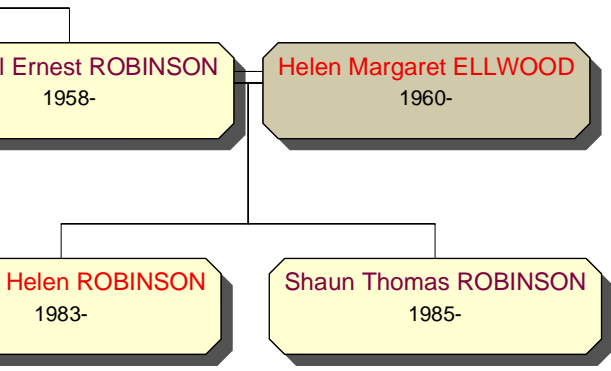 Ernest ROBINSON
1958-
Helen Margaret ELLWOOD
1960-
Helen ROBINSON
1983-
Shaun Thomas ROBINSON
1985-